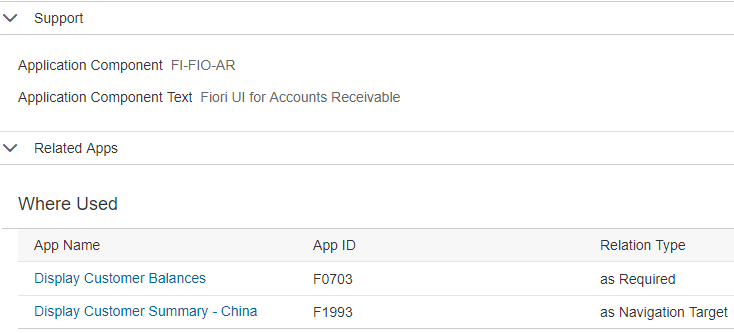 Support
Application Component FI-FIO-AR
Application Component Text Fiori UI for Accounts Receivable
Related Apps
Where Used
App Name App ID Relation Type
Display Customer Balances F0703 as Required
Display Customer Summary - China F1993 as Navigation Target